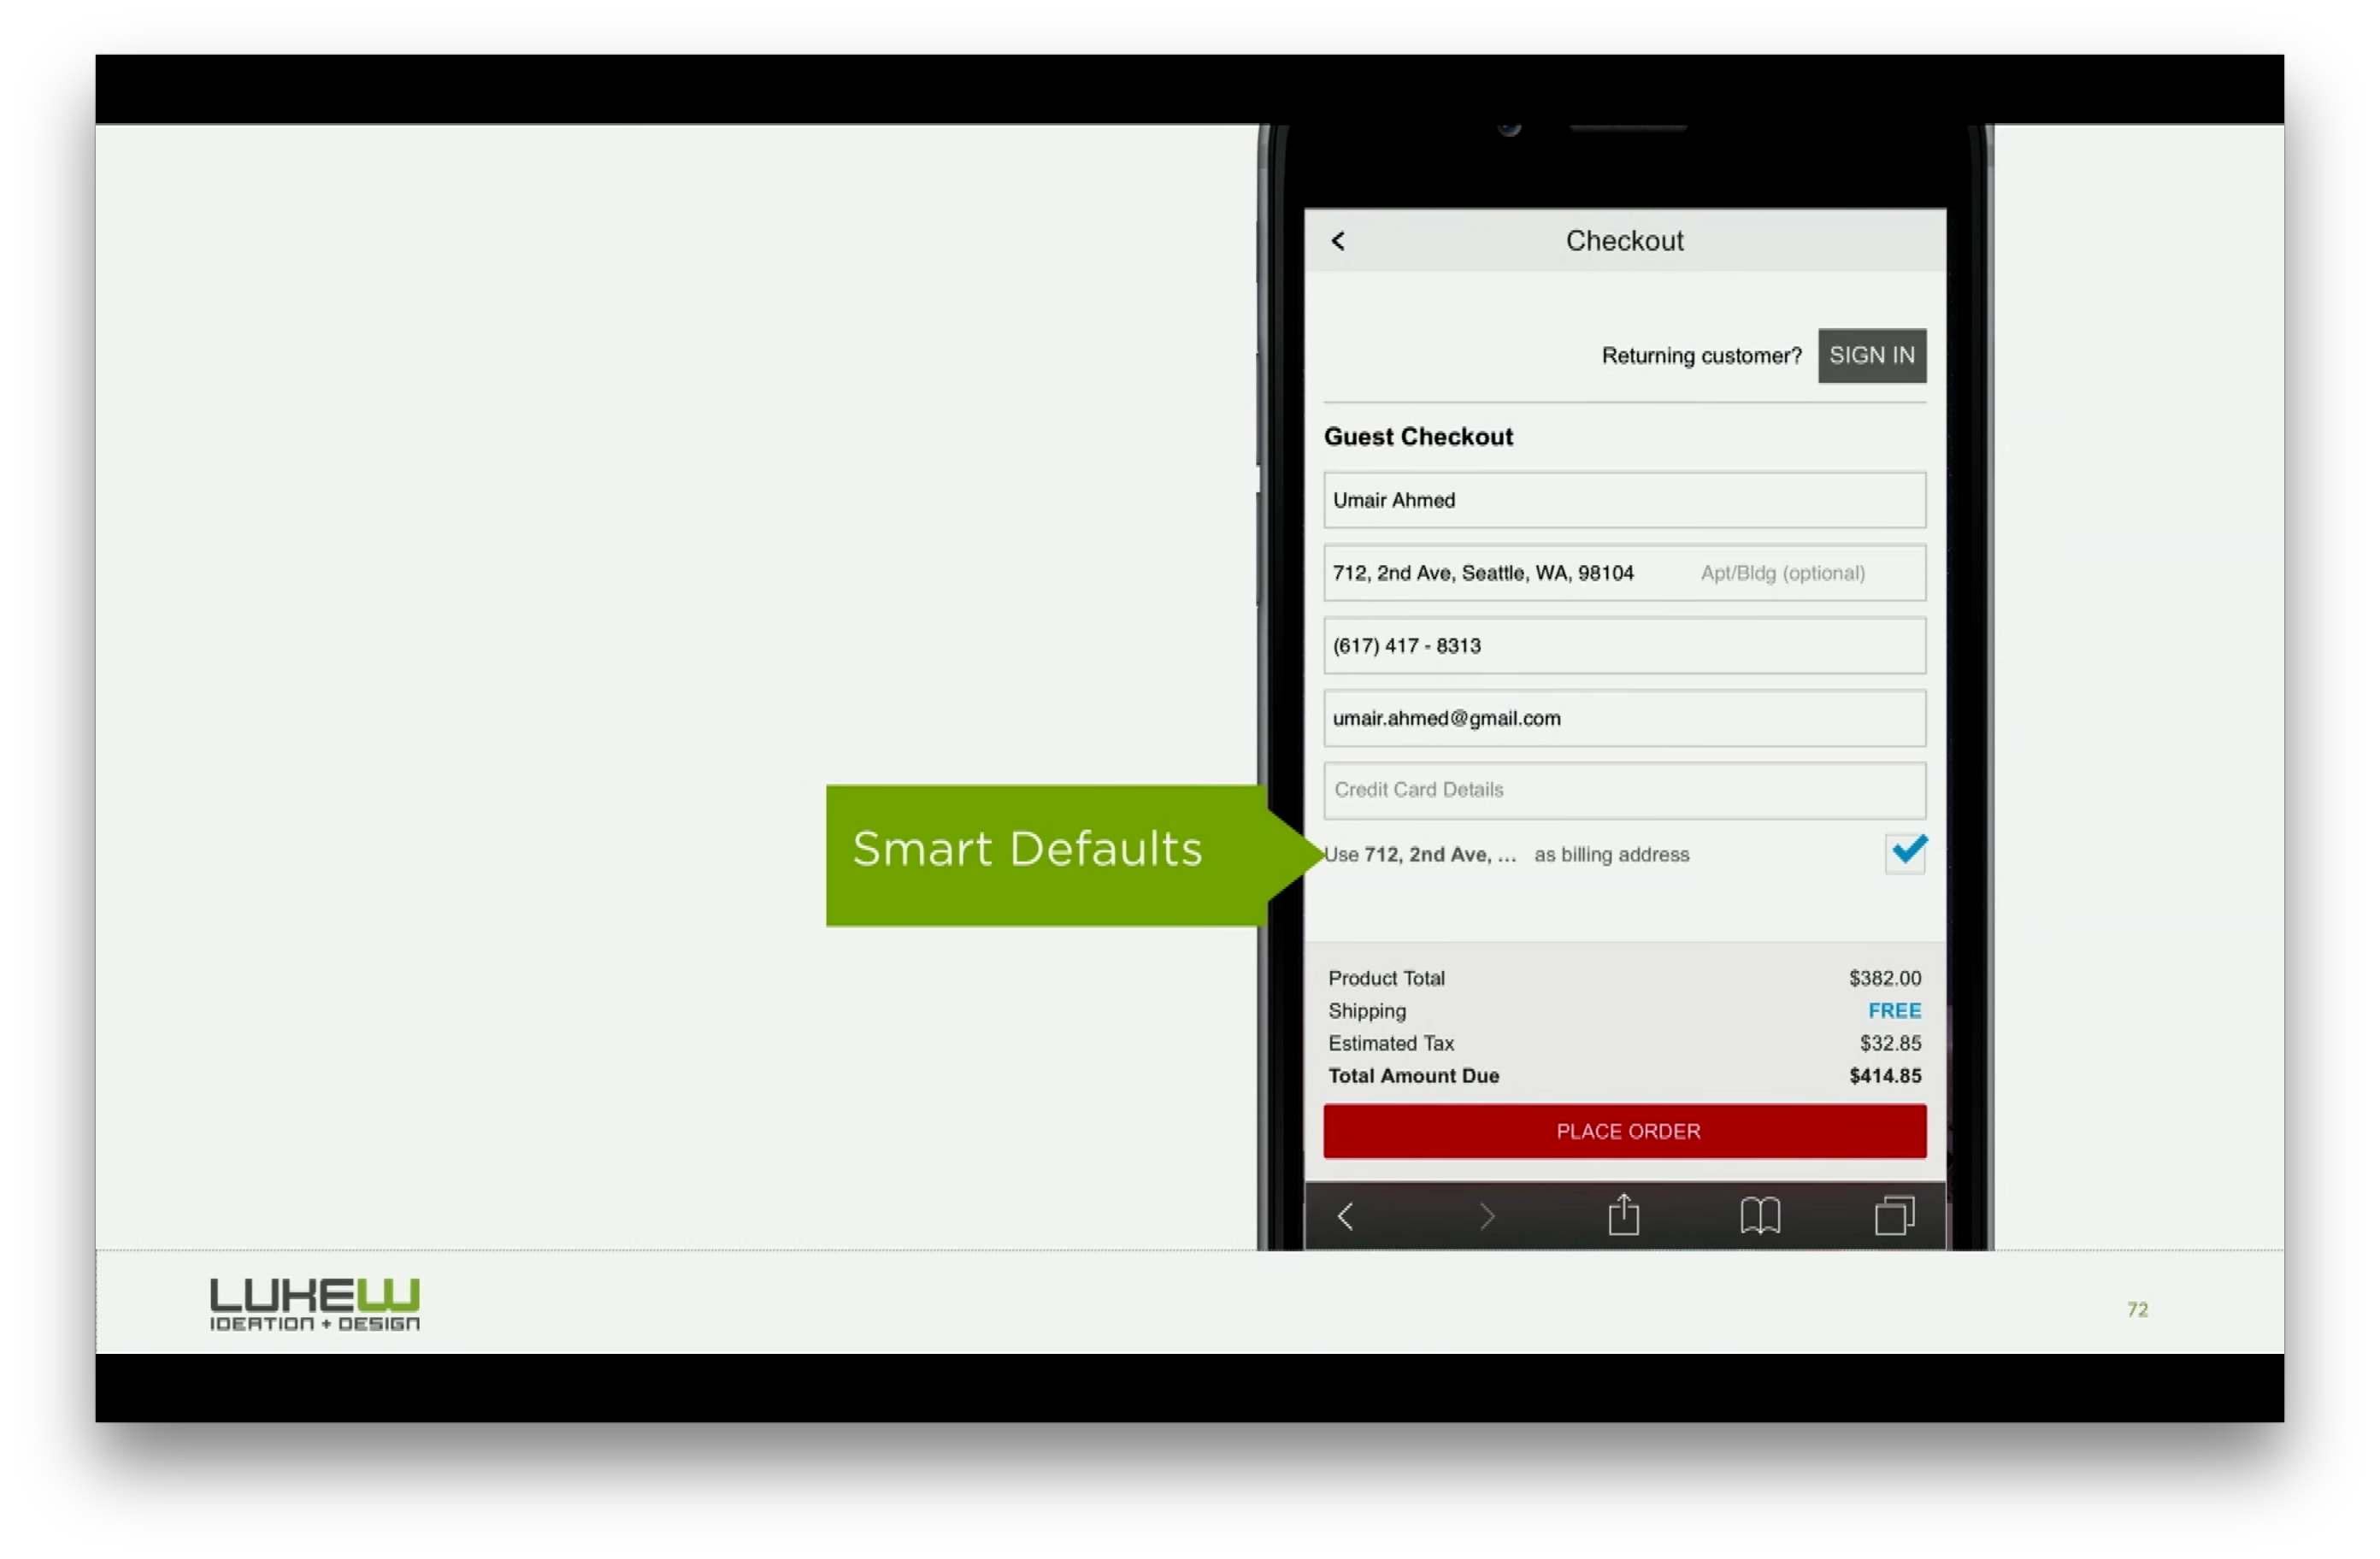 Checkout
Returning customer? SIGN IN
Guest Checkout
Umair Ahmed
712, 2nd Ave, Seattle, WA, 98104 Apt/Bldg (optional)
(617) 417 - 8313
umair.ahmed@gmail.com
Credit Card Details
Smart Defaults
Use 712, 2nd Ave, ... as billing address
Product Total $382.00
Shipping FREE
Estimated Tax $32.85
Total Amount Due $414.85
PLACE ORDER
LUKEW
IDEATION + DESIGN
72